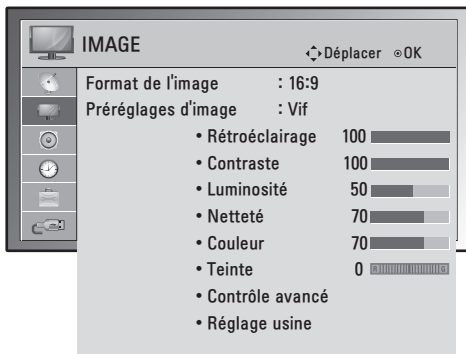 IMAGE
Déplacer OK
Format de l'image : 16:9
Préréglages d'image : Vif
• Rétroéclairage 100
• Contraste 100
• Luminosité 50
• Netteté 70
• Couleur 70
• Teinte 0 R G
• Contrôle avancé
• Réglage usine